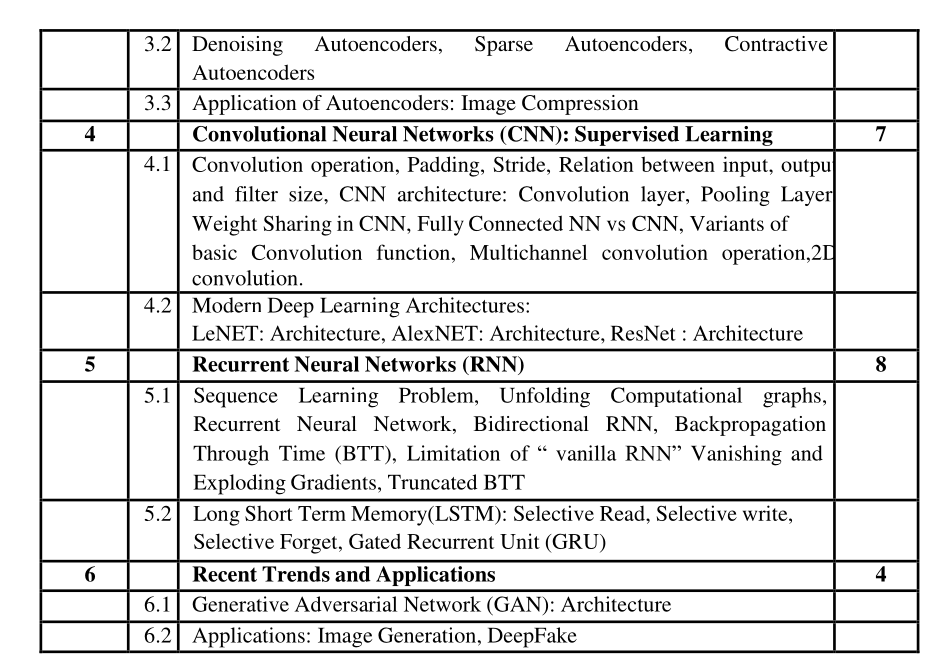 3.2 Denoising Autoencoders, Sparse Autoencoders, Contractive
Autoencoders
3.3 Application of Autoencoders: Image Compression
4 Convolutional Neural Networks (CNN): Supervised Learning 7
4.1 Convolution operation, Padding, Stride, Relation between input, outpu
and filter size, CNN architecture: Convolution layer, Pooling Layer
Weight Sharing in CNN, Fully Connected NN vs CNN, Variants of
basic Convolution function, Multichannel convolution operation,2D
convolution.
4.2 Modern Deep Learning Architectures:
LeNET: Architecture, AlexNET: Architecture, ResNet : Architecture
5 Recurrent Neural Networks (RNN) 8
5.1 Sequence Learning Problem, Unfolding Computational graphs,
Recurrent Neural Network, Bidirectional RNN, Backpropagation
Through Time (BTT), Limitation of “ vanilla RNN” Vanishing and
Exploding Gradients, Truncated BTT
5.2 Long Short Term Memory(LSTM): Selective Read, Selective write,
Selective Forget, Gated Recurrent Unit (GRU)
6 Recent Trends and Applications 4
6.1 Generative Adversarial Network (GAN): Architecture
6.2 Applications: Image Generation, DeepFake